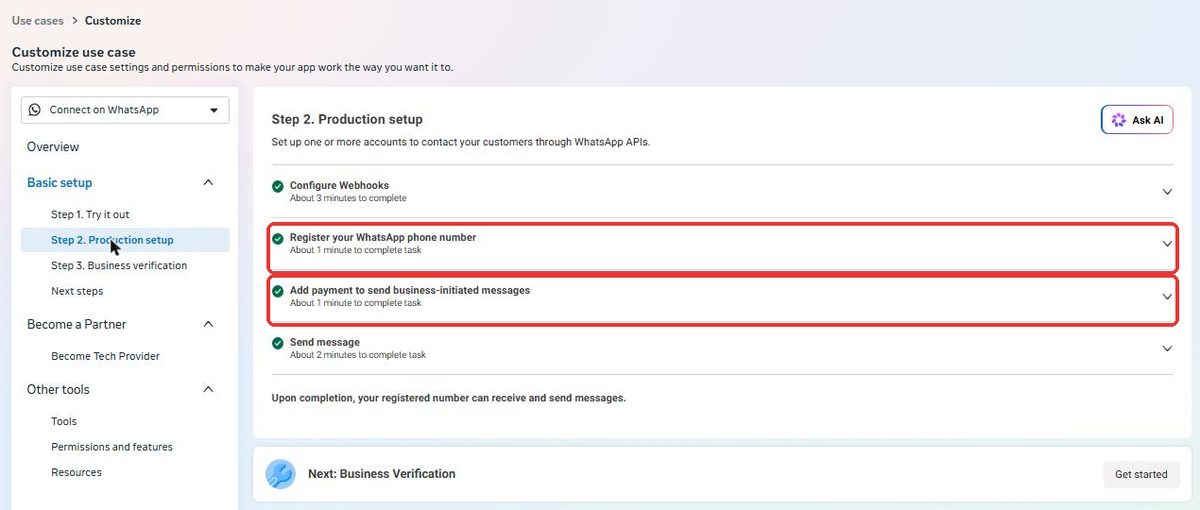 Use cases > Customize
Customize use case
Customize use case settings and permissions to make your app work the way you want it to.
Connect on WhatsApp
Overview
Basic setup
Step 1. Try it out
Step 2. Production setup
Step 3. Business verification
Next steps
Become a Partner
Become Tech Provider
Other tools
Tools
Permissions and features
Resources
Step 2. Production setup
Ask AI
Set up one or more accounts to contact your customers through WhatsApp APIs.
Configure Webhooks
About 3 minutes to complete
Register your WhatsApp phone number
About 1 minute to complete task
Add payment to send business-initiated messages
About 1 minute to complete task
Send message
About 2 minutes to complete task
Upon completion, your registered number can receive and send messages.
Next: Business Verification
Get started